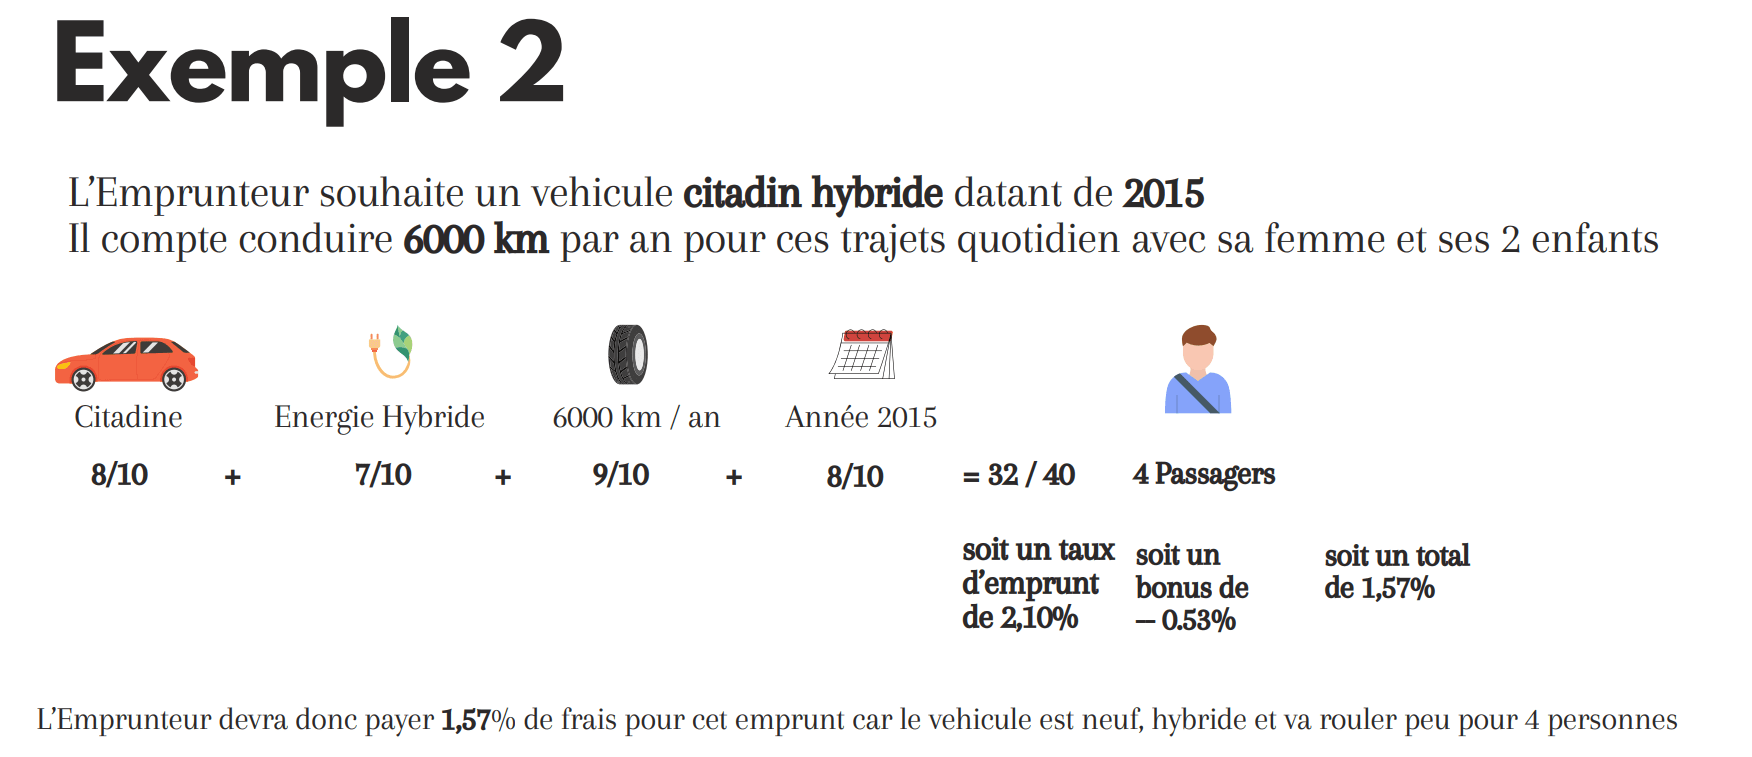 Exemple 2
L’Emprunteur souhaite un vehicule citadin hybride datant de 2015
Il compte conduire 6000 km par an pour ces trajets quotidien avec sa femme et ses 2 enfants
Citadine Energie Hybride 6000 km / an Année 2015
8/10 + 7/10 + 9/10 + 8/10 = 32 / 40 4 Passagers
soit un taux d’emprunt de 2,10%
soit un bonus de – 0.53%
soit un total de 1,57%
L’Emprunteur devra donc payer 1,57% de frais pour cet emprunt car le vehicule est neuf, hybride et va rouler peu pour 4 personnes